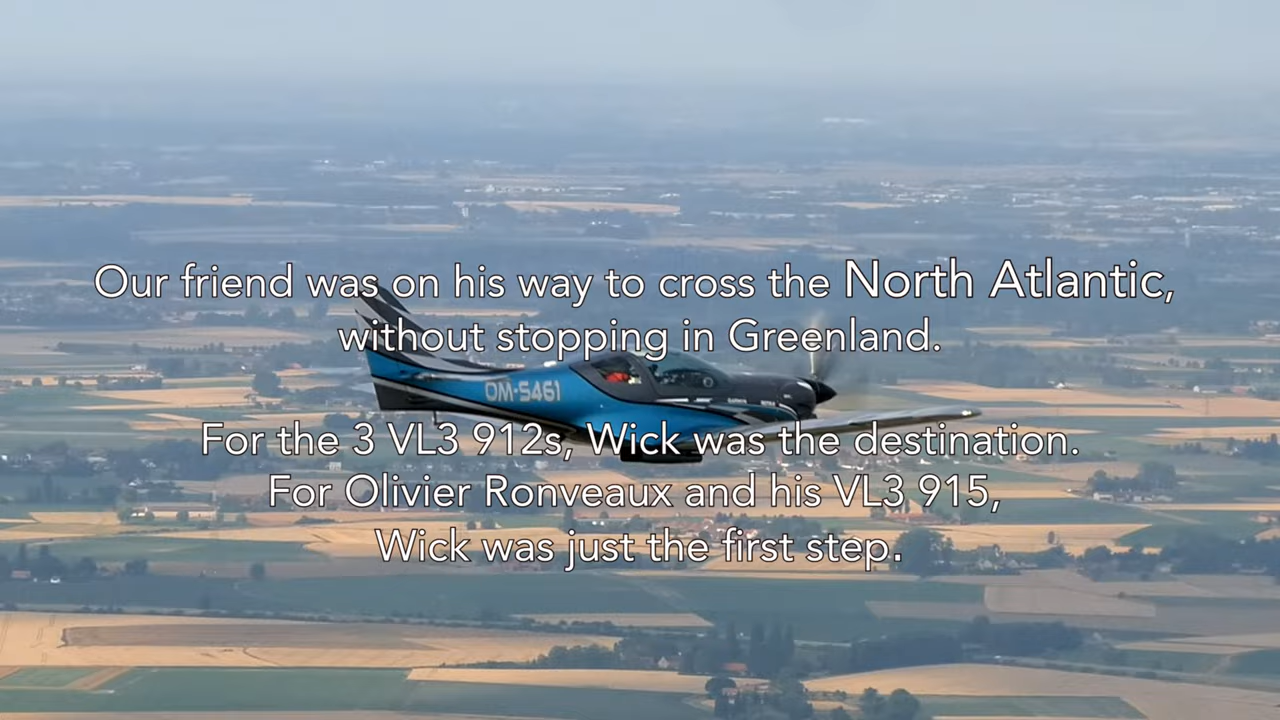 Our friend was on his way to cross the North Atlantic,
without stopping in Greenland.
OM-S461
For the 3 VL3 912s, Wick was the destination.
For Olivier Ronveaux and his VL3 915,
Wick was just the first step.